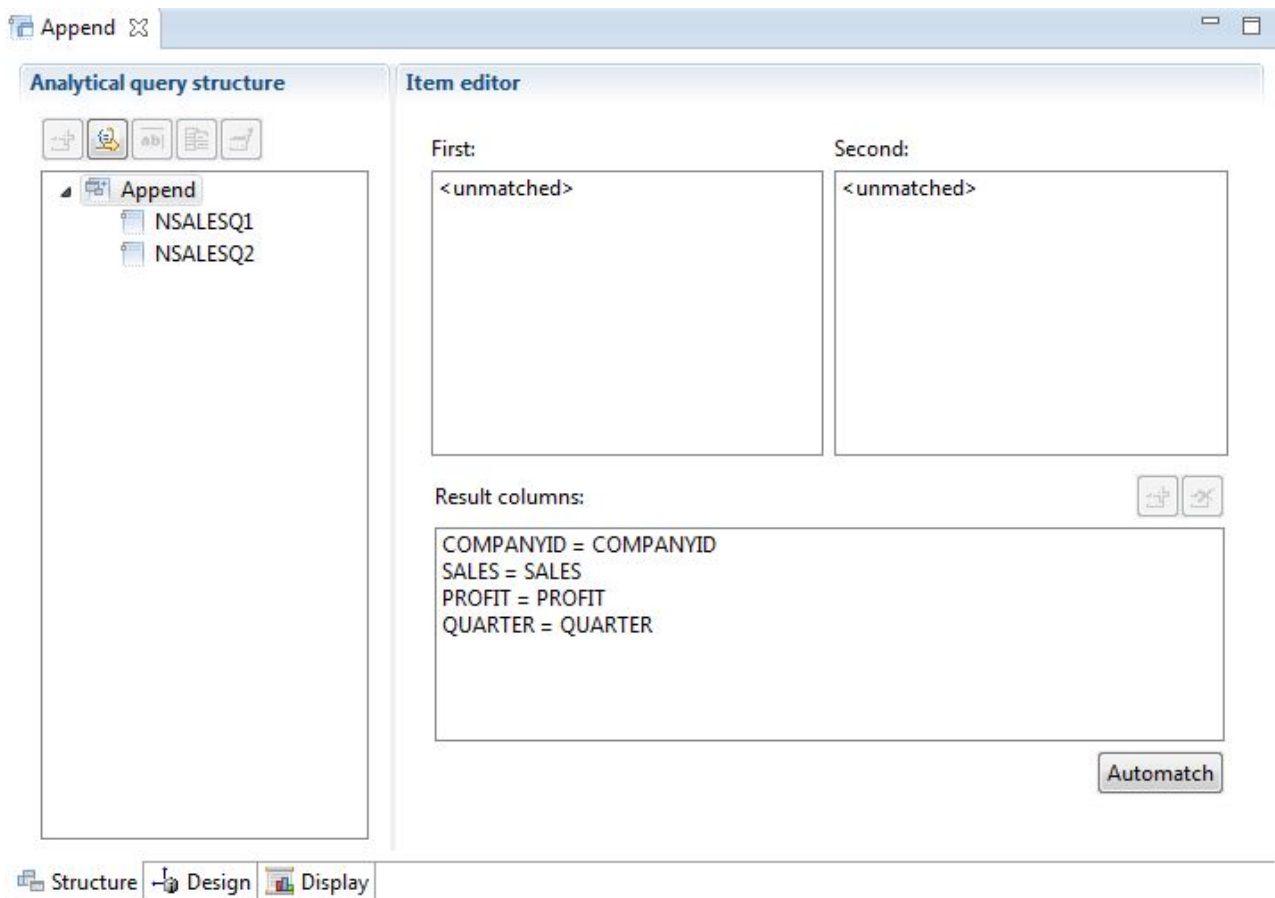 Append
Analytical query structure
Item editor
ab|
Append
NSALESQ1
NSALESQ2
First:
Second:
<unmatched>
<unmatched>
Result columns:
COMPANYID = COMPANYID
SALES = SALES
PROFIT = PROFIT
QUARTER = QUARTER
Automatch
Structure
Design
Display